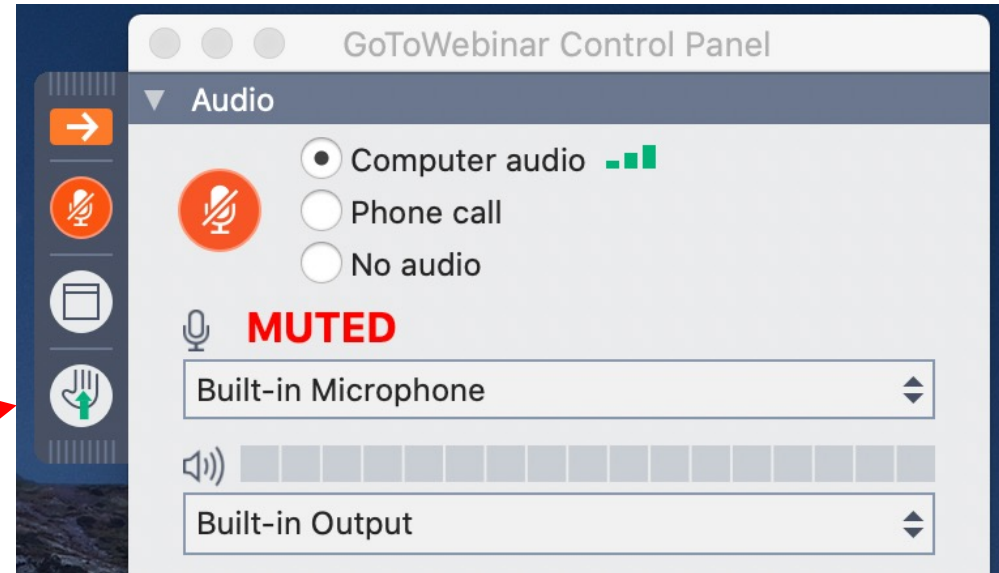 GoToWebinar Control Panel
Audio
Computer audio
Phone call
No audio
MUTED
Built-in Microphone
Built-in Output